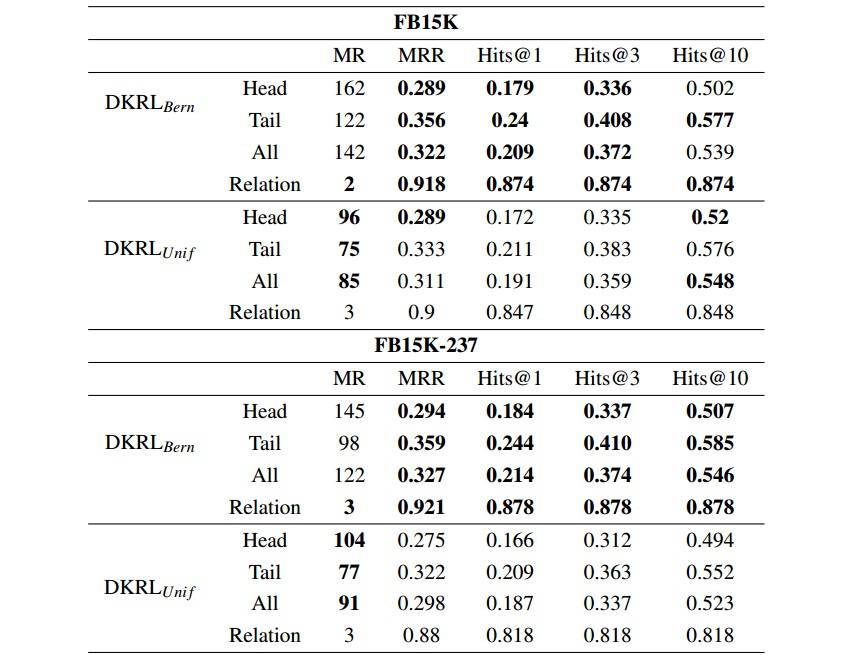 FB15K
MR MRR Hits@1 Hits@3 Hits@10
DKRL_Bern Head 162 0.289 0.179 0.336 0.502
Tail 122 0.356 0.24 0.408 0.577
All 142 0.322 0.209 0.372 0.539
Relation 2 0.918 0.874 0.874 0.874
DKRL_Unif Head 96 0.289 0.172 0.335 0.52
Tail 75 0.333 0.211 0.383 0.576
All 85 0.311 0.191 0.359 0.548
Relation 3 0.9 0.847 0.848 0.848
FB15K-237
MR MRR Hits@1 Hits@3 Hits@10
Head 145 0.294 0.184 0.337 0.507
DKRL_Bern Tail 98 0.359 0.244 0.410 0.585
All 122 0.327 0.214 0.374 0.546
Relation 3 0.921 0.878 0.878 0.878
Head 104 0.275 0.166 0.312 0.494
DKRL_Unif Tail 77 0.322 0.209 0.363 0.552
All 91 0.298 0.187 0.337 0.523
Relation 3 0.88 0.818 0.818 0.818